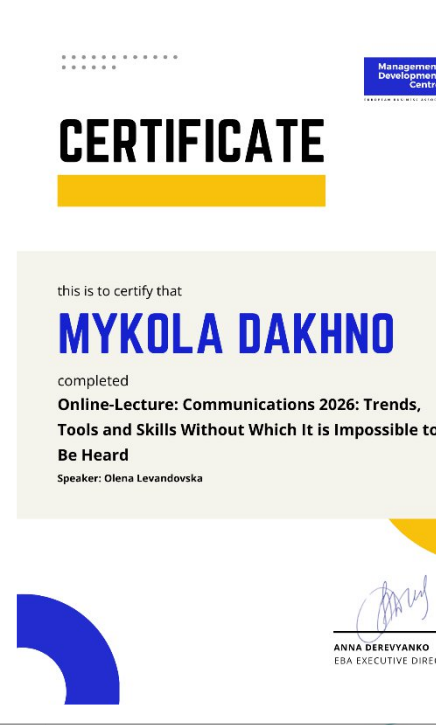 Management
Development
Centre
CERTIFICATE
this is to certify that
MYKOLA DAKHNO
completed
Online-Lecture: Communications 2026: Trends,
Tools and Skills Without Which It is Impossible to
Be Heard
Speaker: Olena Levandovska
ANNA DEREVYANKO
EBA EXECUTIVE